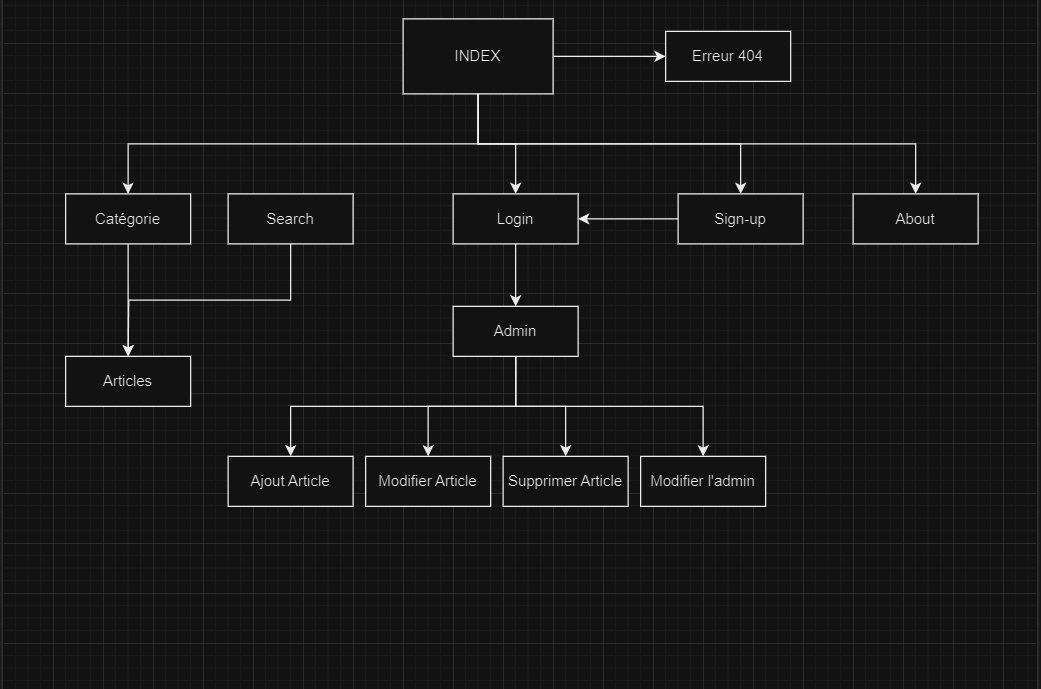 INDEX
Erreur 404
Catégorie
Search
Login
Sign-up
About
Admin
Articles
Ajout Article
Modifier Article
Supprimer Article
Modifier l'admin